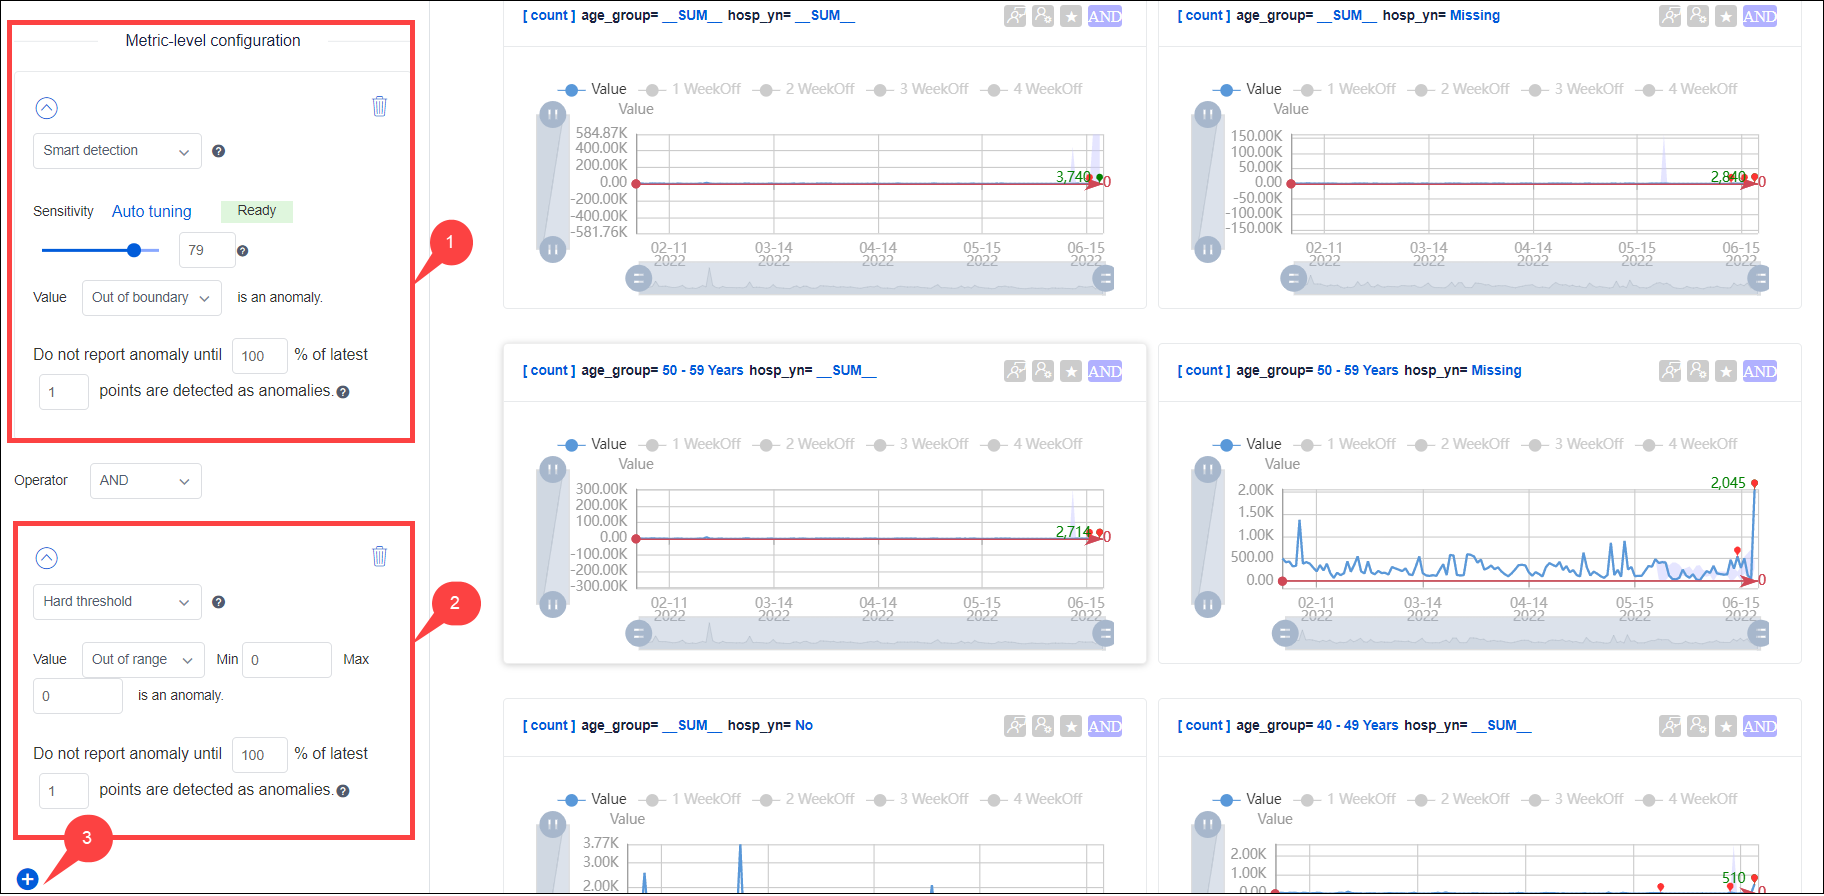 Metric-level configuration
Smart detection
Sensitivity Auto tuning Ready
79
Value Out of boundary is an anomaly.
Do not report anomaly until 100 % of latest
1 points are detected as anomalies.
1
Operator AND
Hard threshold
Value Out of range Min 0 Max
0 is an anomaly.
Do not report anomaly until 100 % of latest
1 points are detected as anomalies.
2
3
[ count ] age_group= __SUM__ hosp_yn= __SUM__
AND
Value 1 WeekOff 2 WeekOff 3 WeekOff 4 WeekOff
Value
584.87K
400.00K
200.00K
0.00
-200.00K
-400.00K
-581.76K
3,740
0
02-11 03-14 04-14 05-15 06-15
2022 2022 2022 2022 2022
[ count ] age_group= __SUM__ hosp_yn= Missing
AND
Value 1 WeekOff 2 WeekOff 3 WeekOff 4 WeekOff
Value
150.00K
100.00K
50.00K
0.00
-50.00K
-100.00K
-150.00K
2,840
0
02-11 03-14 04-14 05-15 06-15
2022 2022 2022 2022 2022
[ count ] age_group= 50 - 59 Years hosp_yn= __SUM__
AND
Value 1 WeekOff 2 WeekOff 3 WeekOff 4 WeekOff
Value
300.00K
200.00K
100.00K
0.00
-100.00K
-200.00K
-300.00K
2,714
0
02-11 03-14 04-14 05-15 06-15
2022 2022 2022 2022 2022
[ count ] age_group= 50 - 59 Years hosp_yn= Missing
AND
Value 1 WeekOff 2 WeekOff 3 WeekOff 4 WeekOff
Value
2.00K
1.50K
1.00K
500.00
0.00
2,045
0
02-11 03-14 04-14 05-15 06-15
2022 2022 2022 2022 2022
[ count ] age_group= __SUM__ hosp_yn= No
AND
Value 1 WeekOff 2 WeekOff 3 WeekOff 4 WeekOff
Value
3.77K
3.00K
2.00K
[ count ] age_group= 40 - 49 Years hosp_yn= __SUM__
AND
Value 1 WeekOff 2 WeekOff 3 WeekOff 4 WeekOff
Value
2.00K
1.00K
0.00
510
0